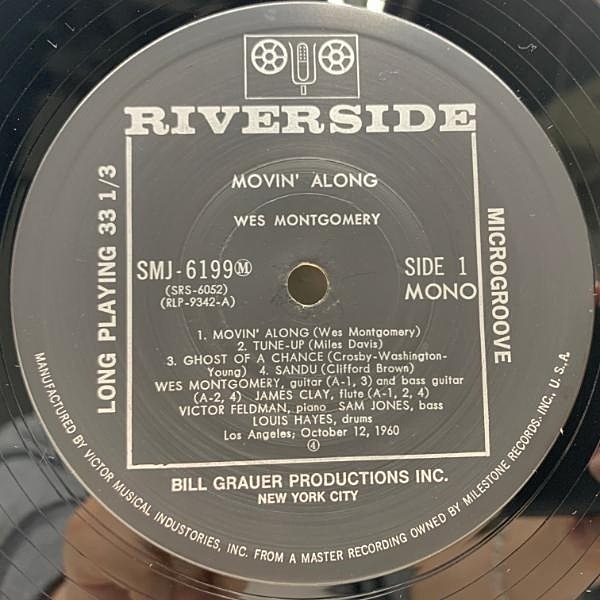 RIVERSIDE
MOVIN' ALONG
WES MONTGOMERY
LONG PLAYING 33 1/3
MICROGROOVE
SMJ-6199Ⓜ
(SRS-6052)
(RLP-9342-A)
SIDE 1
MONO
1. MOVIN' ALONG (Wes Montgomery)
2. TUNE-UP (Miles Davis)
3. GHOST OF A CHANCE (Crosby-Washington-
Young) 4. SANDU (Clifford Brown)
WES MONTGOMERY, guitar (A-1, 3) and bass guitar
(A-2, 4) JAMES CLAY, flute (A-1, 2, 4)
VICTOR FELDMAN, piano SAM JONES, bass
LOUIS HAYES, drums
Los Angeles; October 12, 1960
④
BILL GRAUER PRODUCTIONS INC.
NEW YORK CITY
MANUFACTURED BY VICTOR MUSICAL INDUSTRIES, INC. FROM A MASTER RECORDING OWNED BY MILESTONE RECORDS, INC., U.S.A.